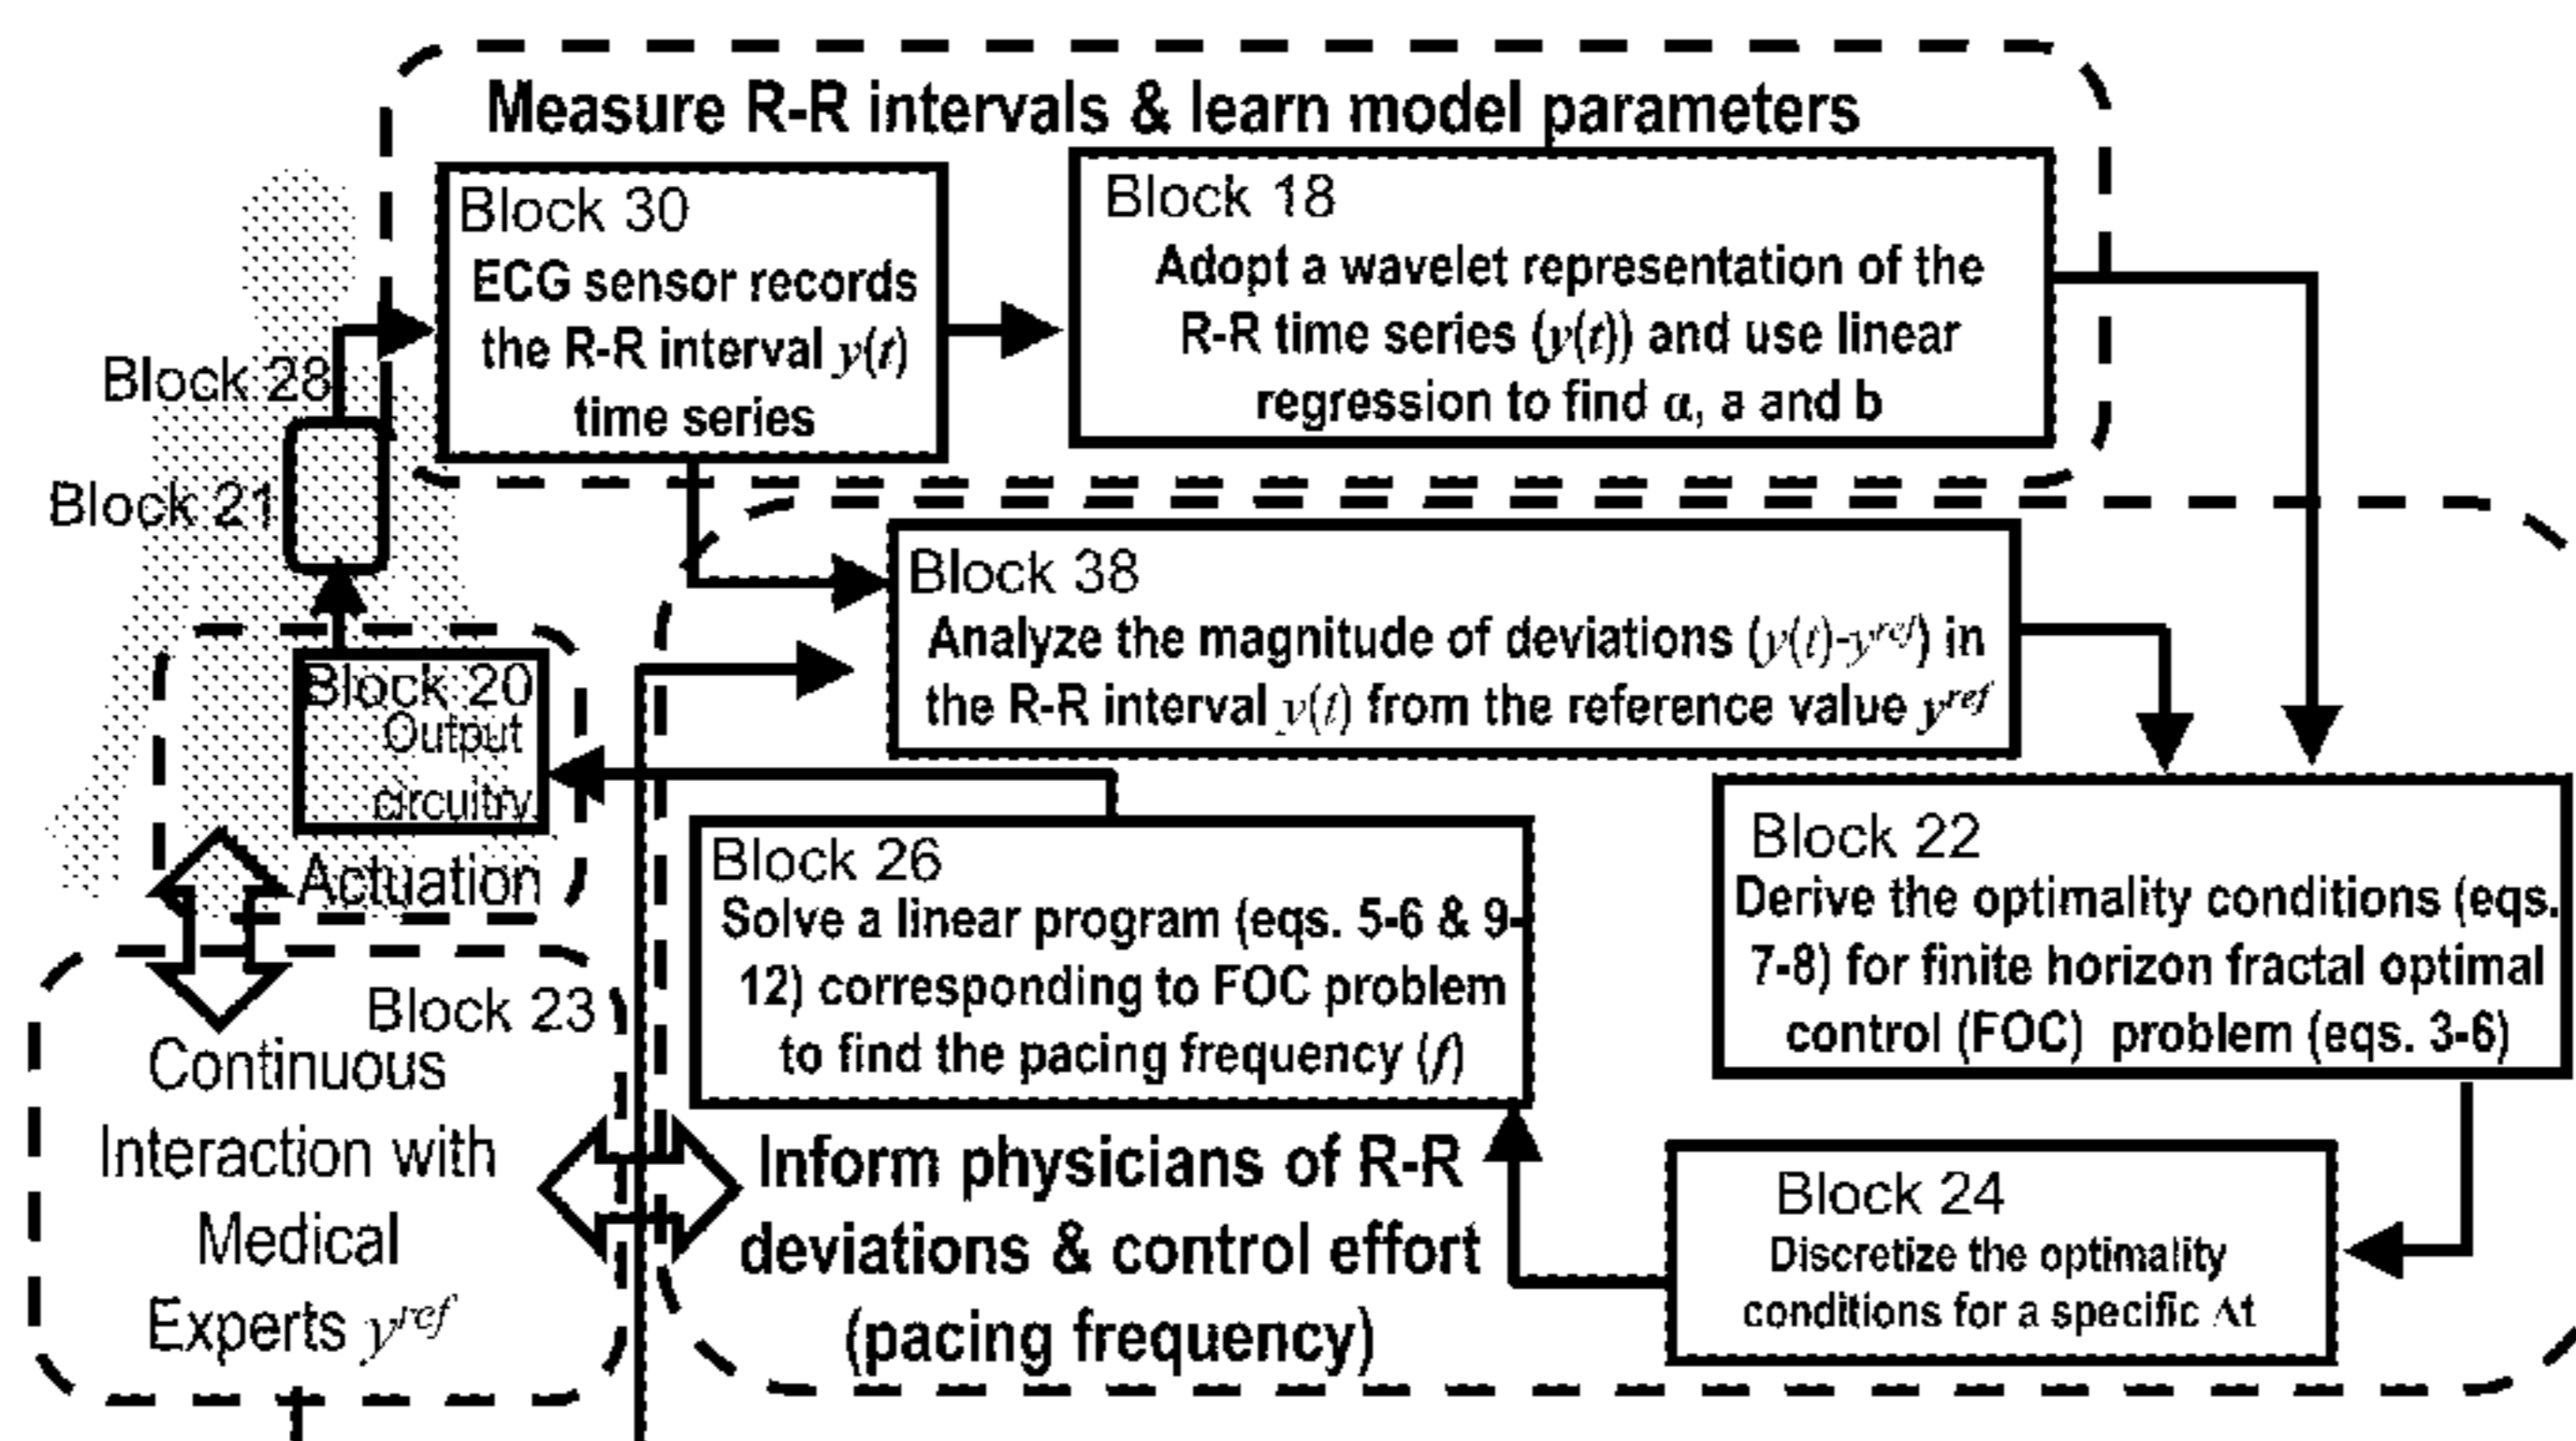 Measure R-R intervals & learn model parameters
Block 30
ECG sensor records
the R-R interval y(t)
time series
Block 18
Adopt a wavelet representation of the
R-R time series (y(t)) and use linear
regression to find α, a and b
Block 28
Block 21
Block 38
Analyze the magnitude of deviations (y(t)-y^ref) in
the R-R interval y(t) from the reference value y^ref
Block 20
Output
circuitry
Actuation
Block 26
Solve a linear program (eqs. 5-6 & 9-
12) corresponding to FOC problem
to find the pacing frequency (f)
Block 22
Derive the optimality conditions (eqs.
7-8) for finite horizon fractal optimal
control (FOC) problem (eqs. 3-6)
Block 23
Continuous
Interaction with
Medical
Experts y^ref
Inform physicians of R-R
deviations & control effort
(pacing frequency)
Block 24
Discretize the optimality
conditions for a specific Δt